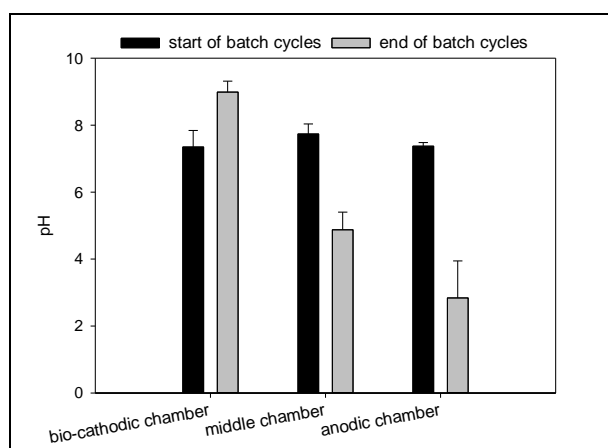 start of batch cycles end of batch cycles
10
8
6
4
2
0
pH
bio-cathodic chamber
middle chamber
anodic chamber